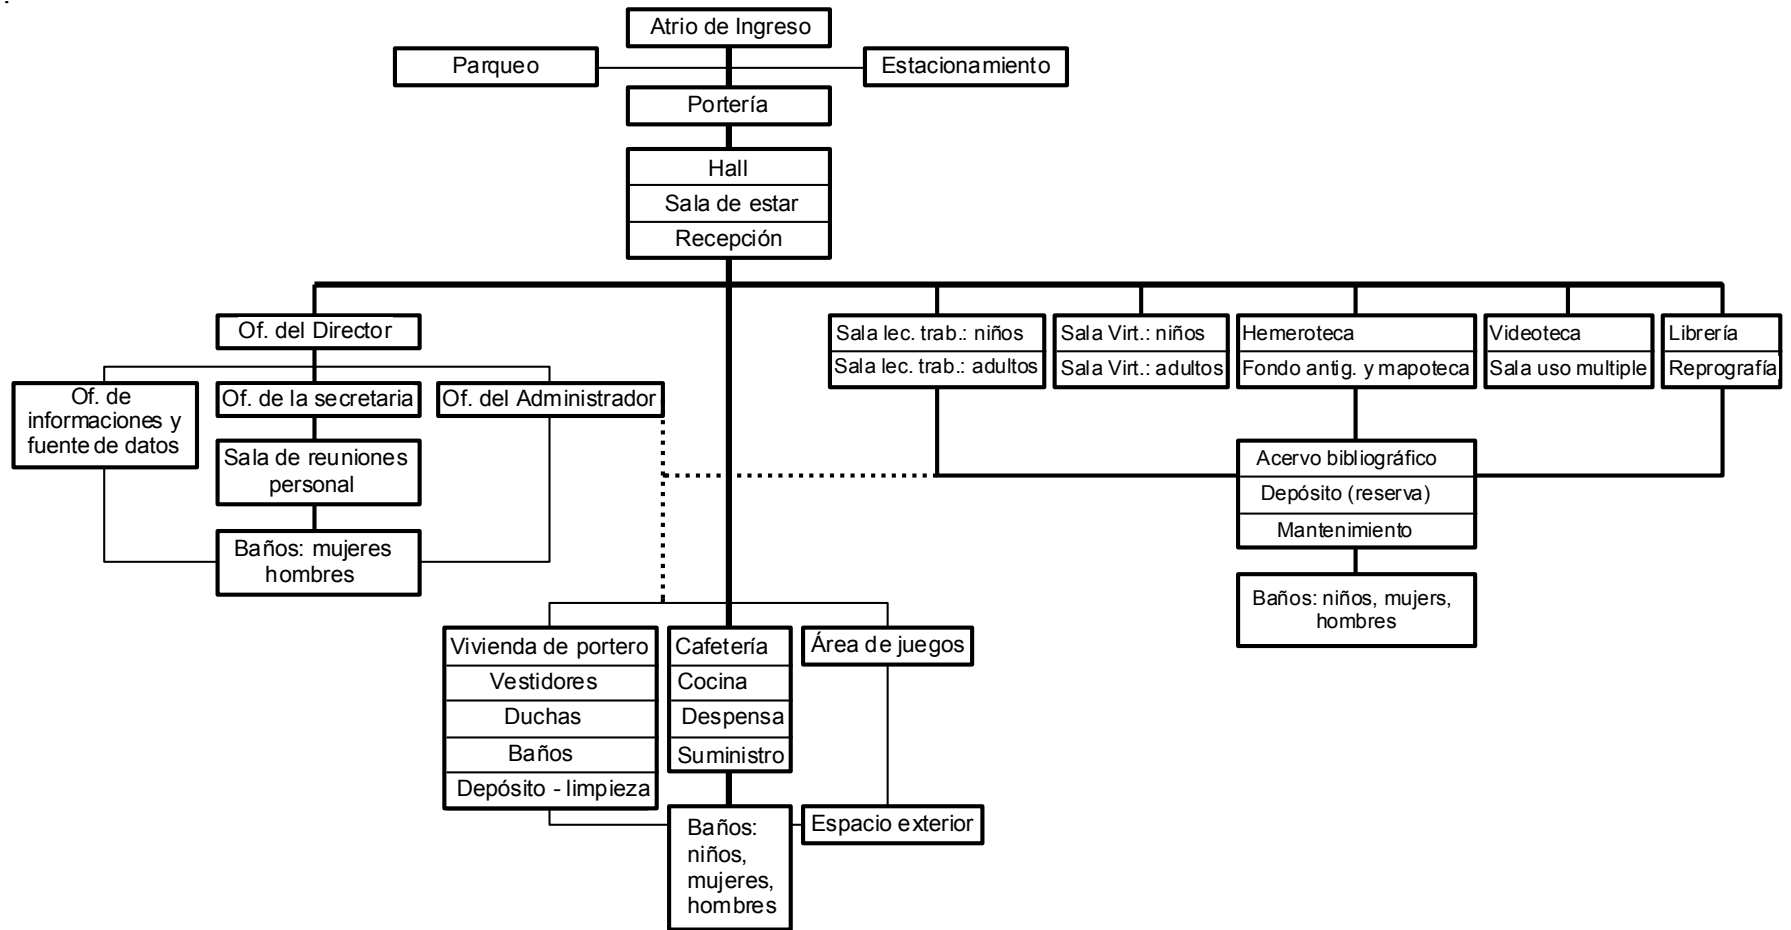 Atrio de Ingreso
Parqueo
Estacionamiento
Portería
Hall
Sala de estar
Recepción
Of. del Director
Sala lec. trab.: niños
Sala lec. trab.: adultos
Sala Virt.: niños
Sala Virt.: adultos
Hemeroteca
Fondo antig. y mapoteca
Videoteca
Sala uso multiple
Librería
Reprografía
Of. de
informaciones y
fuente de datos
Of. de la secretaria
Of. del Administrador
Sala de reuniones
personal
Baños: mujeres
hombres
Acervo bibliográfico
Depósito (reserva)
Mantenimiento
Baños: niños, mujers,
hombres
Vivienda de portero
Vestidores
Duchas
Baños
Depósito - limpieza
Cafetería
Cocina
Despensa
Suministro
Área de juegos
Baños:
niños,
mujeres,
hombres
Espacio exterior